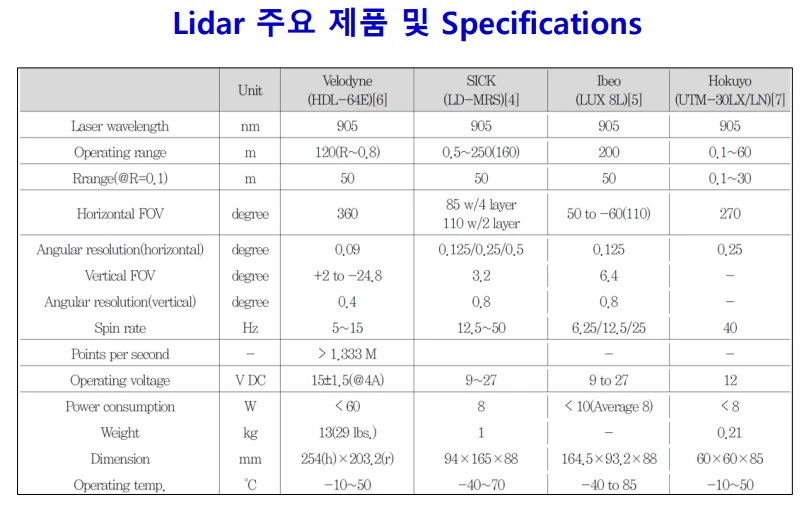 Lidar 주요 제품 및 Specifications
Unit Velodyne (HDL-64E)[6] SICK (LD-MRS)[4] Ibeo (LUX 8L)[5] Hokuyo (UTM-30LX/LN)[7]
Laser wavelength nm 905 905 905 905
Operating range m 120(R~0.8) 0.5~250(160) 200 0.1~60
Rrange(@R=0.1) m 50 50 50 0.1~30
Horizontal FOV degree 360 85 w/4 layer 110 w/2 layer 50 to -60(110) 270
Angular resolution(horizontal) degree 0.09 0.125/0.25/0.5 0.125 0.25
Vertical FOV degree +2 to -24.8 3.2 6.4 -
Angular resolution(vertical) degree 0.4 0.8 0.8 -
Spin rate Hz 5~15 12.5~50 6.25/12.5/25 40
Points per second - > 1.333 M - -
Operating voltage V DC 15±1.5(@4A) 9~27 9 to 27 12
Power consumption W < 60 8 < 10(Average 8) < 8
Weight kg 13(29 lbs.) 1 - 0.21
Dimension mm 254(h)×203.2(r) 94×165×88 164.5×93.2×88 60×60×85
Operating temp. ℃ -10~50 -40~70 -40 to 85 -10~50